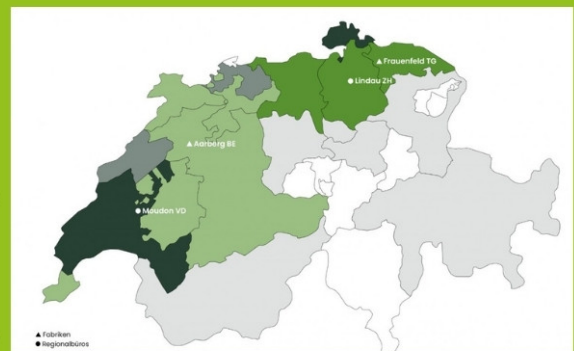 Frauenfeld TG
Lindau ZH
Aarberg BE
Moudon VD
Fabriken
Regionalbüros